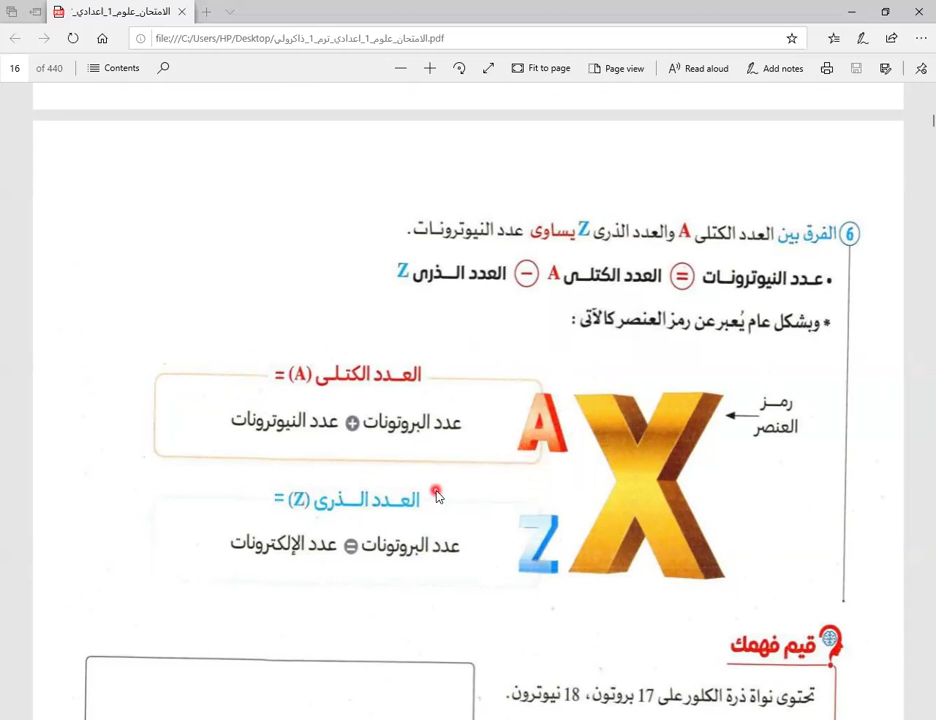 الامتحان_علوم_1_اعدادي_
file:///C:/Users/HP/Desktop/الامتحان_علوم_1_اعدادي_ترم_1_ذاكرولي.pdf
16 of 440 Contents Fit to page Page view Read aloud Add notes
6 الفرق بين العدد الكتلى A والعدد الذرى Z يساوى عدد النيوترونات.
• عدد النيوترونات = العدد الكتلى A − العدد الذرى Z
* وبشكل عام يُعبر عن رمز العنصر كالآتى :
العدد الكتلى (A) =
عدد البروتونات + عدد النيوترونات
A
X
رمز
العنصر
العدد الذرى (Z) =
عدد البروتونات = عدد الإلكترونات
Z
قيم فهمك
تحتوى نواة ذرة الكلور على 17 بروتون، 18 نيوترون.